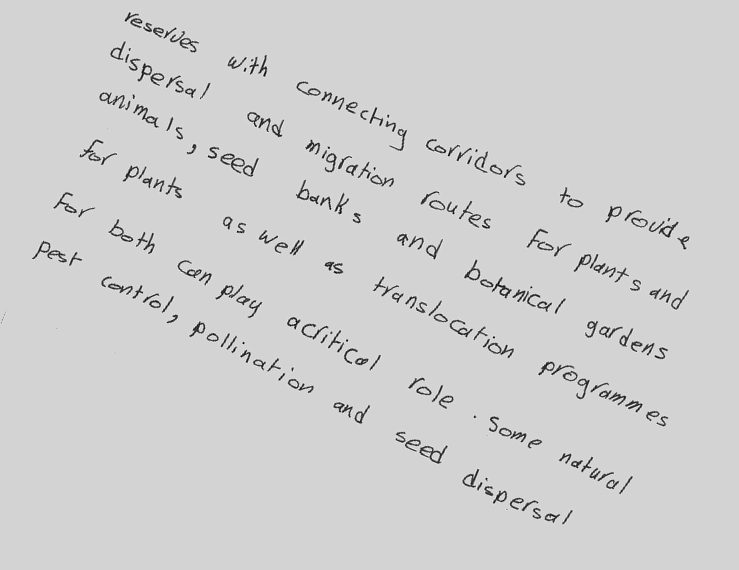 reserves with connecting corridors to provide
dispersal and migration routes for plants and
animals, seed banks and botanical gardens
for plants as well as translocation programmes
for both can play acritical role. Some natural
pest control, pollination and seed dispersal